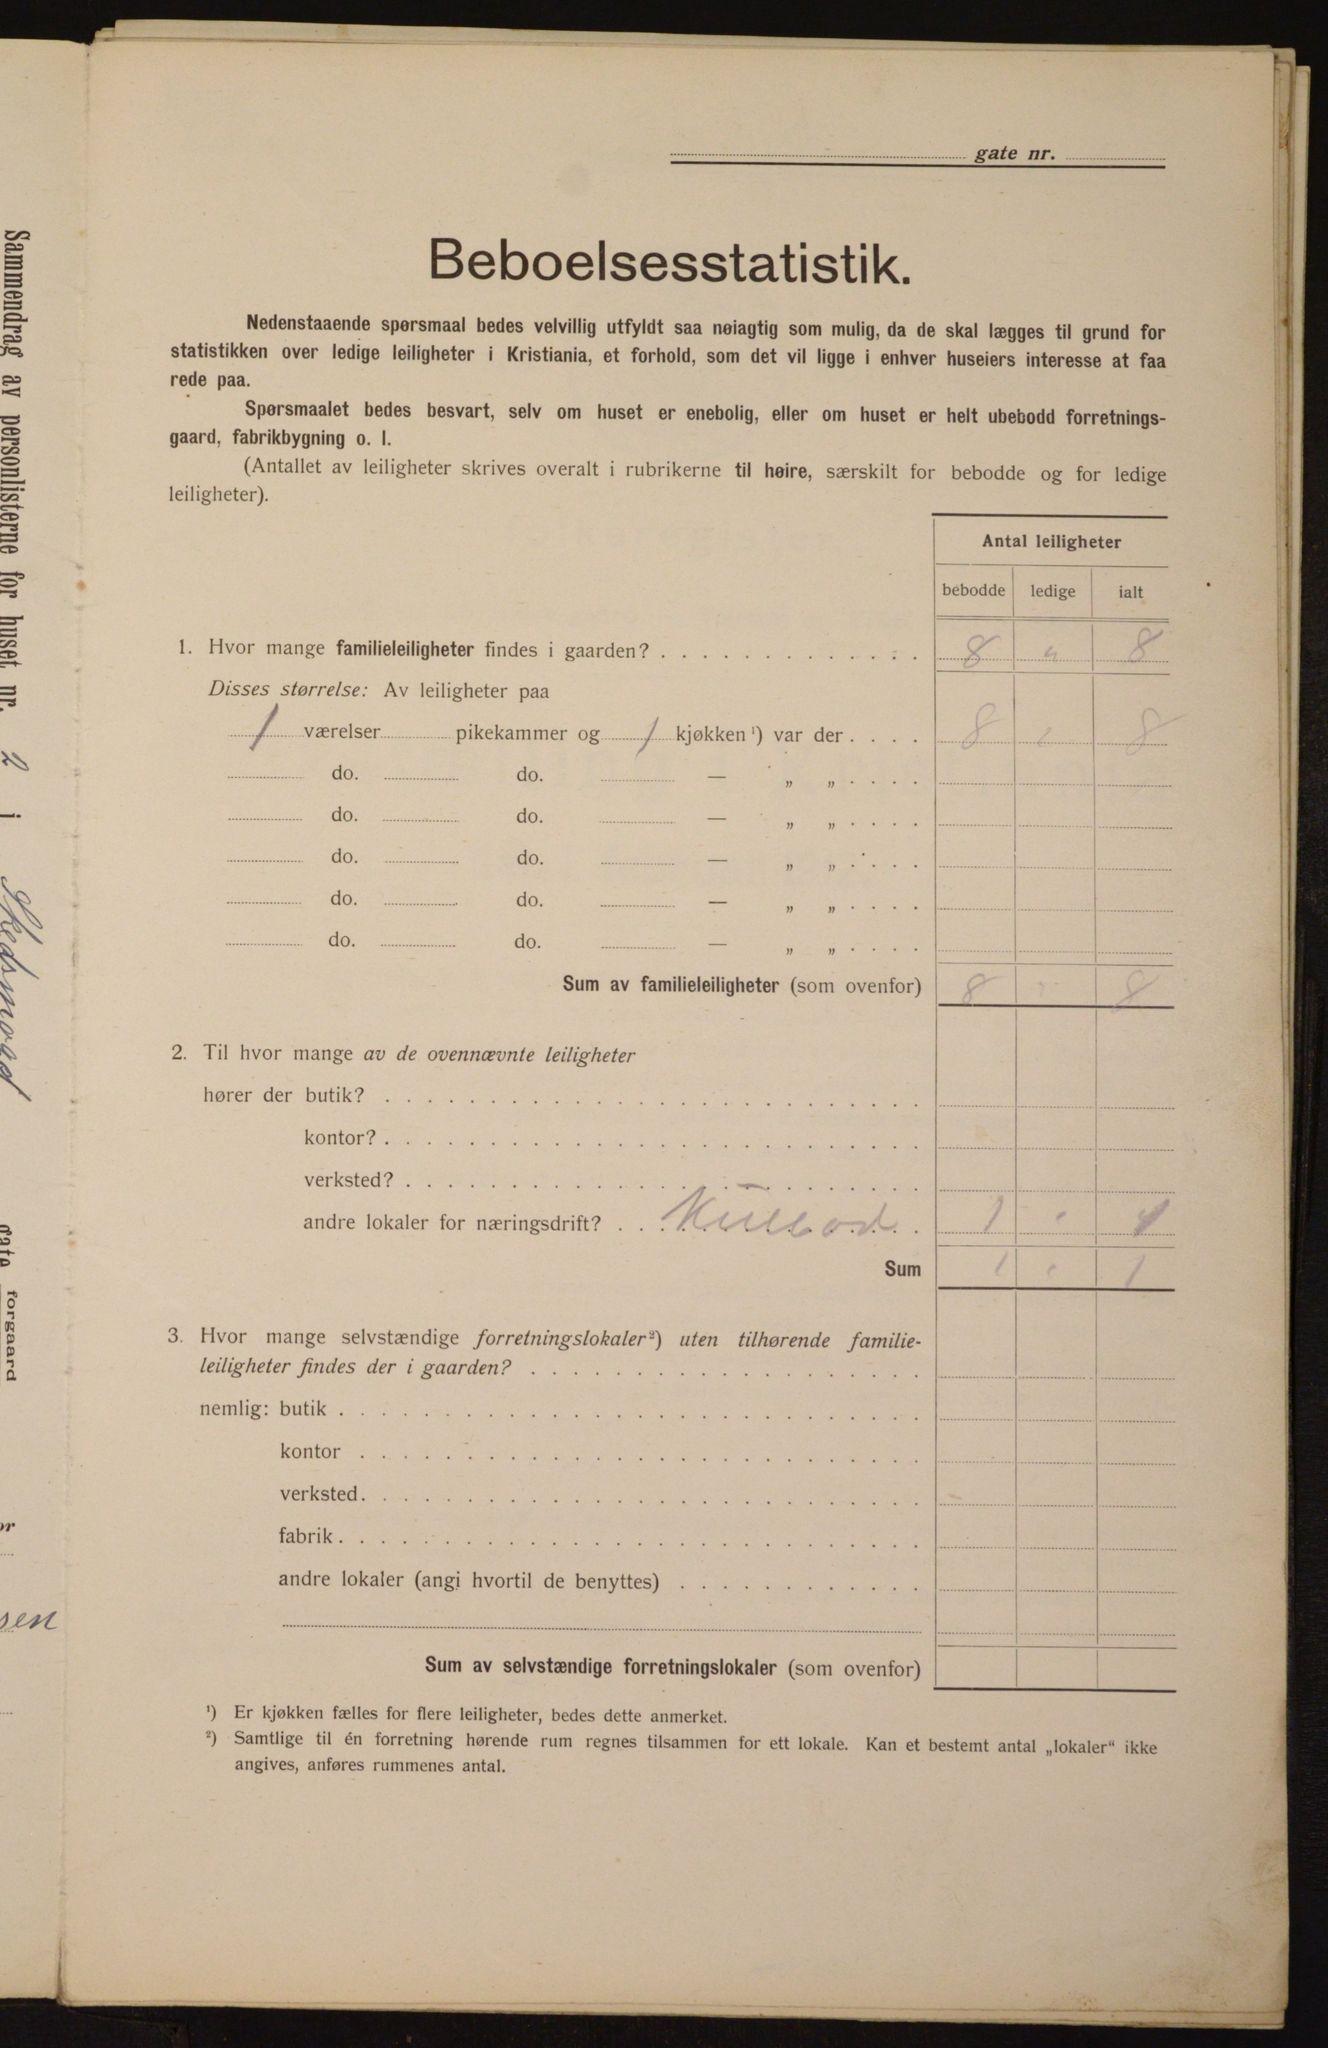 gate nr.
Beboelsesstatistik.
Nedenstaaende spørsmaal bedes velvillig utfyldt saa nøiagtig som mulig, da de skal lægges til grund for
statistikken over ledige leiligheter i Kristiania, et forhold, som det vil ligge i enhver huseiers interesse at faa
rede paa.
Spørsmaalet bedes besvart, selv om huset er enebolig, eller om huset er helt ubebodd forretnings-
gaard, fabrikbygning o. l.
(Antallet av leiligheter skrives overalt i rubrikerne til høire, særskilt for bebodde og for ledige
leiligheter).
Antal leiligheter
bebodde ledige ialt
1. Hvor mange familieleiligheter findes i gaarden? . . . . . . . . . . . . . 8 „ 8
Disses størrelse: Av leiligheter paa
1 værelser pikekammer og 1 kjøkken ¹) var der . . . . 8 " 8
do. do. — „ „ . . . .
do. do. — „ „ . . . .
do. do. — „ „ . . . .
do. do. — „ „ . . . .
do. do. — „ „ . . . .
Sum av familieleiligheter (som ovenfor) 8 " 8
2. Til hvor mange av de ovennævnte leiligheter
hører der butik? . . . . . . . . . . . . . . . . . . . .
kontor? . . . . . . . . . . . . . . . . . . . .
verksted? . . . . . . . . . . . . . . . . . . .
andre lokaler for næringsdrift? . . . 1 " 1
Sum 1 " 1
3. Hvor mange selvstændige forretningslokaler²) uten tilhørende familie-
leiligheter findes der i gaarden? . . . . . . . . . . . . . . .
nemlig: butik . . . . . . . . . . . . . . . . . . . . . .
kontor . . . . . . . . . . . . . . . . . . . . .
verksted. . . . . . . . . . . . . . . . . . . . .
fabrik . . . . . . . . . . . . . . . . . . . . . .
andre lokaler (angi hvortil de benyttes) . . . . . . . . . . . .
Sum av selvstændige forretningslokaler (som ovenfor)
¹) Er kjøkken fælles for flere leiligheter, bedes dette anmerket.
²) Samtlige til én forretning hørende rum regnes tilsammen for ett lokale. Kan et bestemt antal „lokaler“ ikke
angives, anføres rummenes antal.
Sammendrag av personlisterne for huset nr. 2 i
gate forgaard
sen